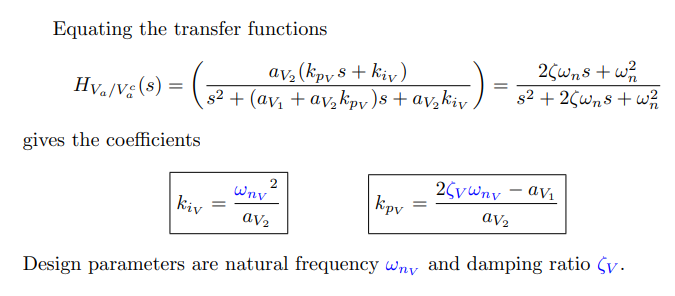 Equating the transfer functions
H_{V_a/V_a^c}(s) = \left( \frac{a_{V_2}(k_{p_V} s + k_{i_V})}{s^2 + (a_{V_1} + a_{V_2} k_{p_V})s + a_{V_2} k_{i_V}} \right) = \frac{2\zeta\omega_n s + \omega_n^2}{s^2 + 2\zeta\omega_n s + \omega_n^2}
gives the coefficients
k_{i_V} = \frac{{\omega_{n_V}}^2}{a_{V_2}} k_{p_V} = \frac{2\zeta_V \omega_{n_V} - a_{V_1}}{a_{V_2}}
Design parameters are natural frequency \omega_{n_V} and damping ratio \zeta_V.